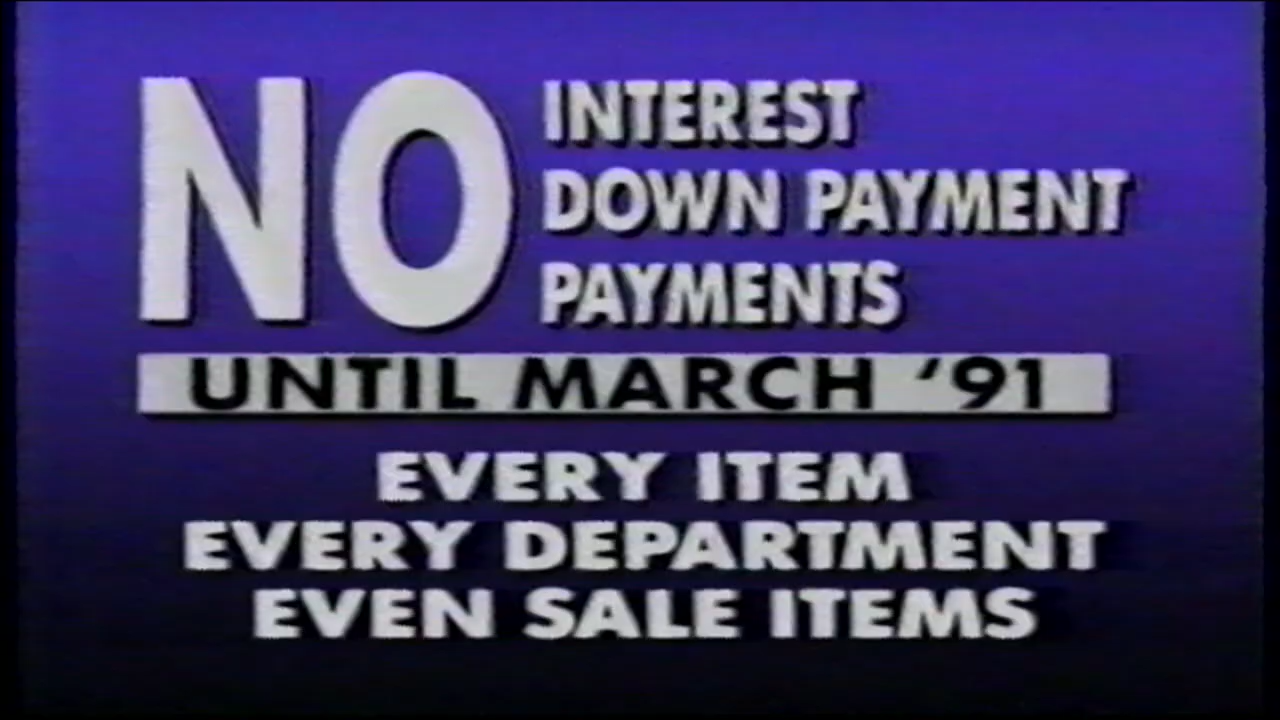 NO INTEREST
DOWN PAYMENT
PAYMENTS
UNTIL MARCH '91
EVERY ITEM
EVERY DEPARTMENT
EVEN SALE ITEMS